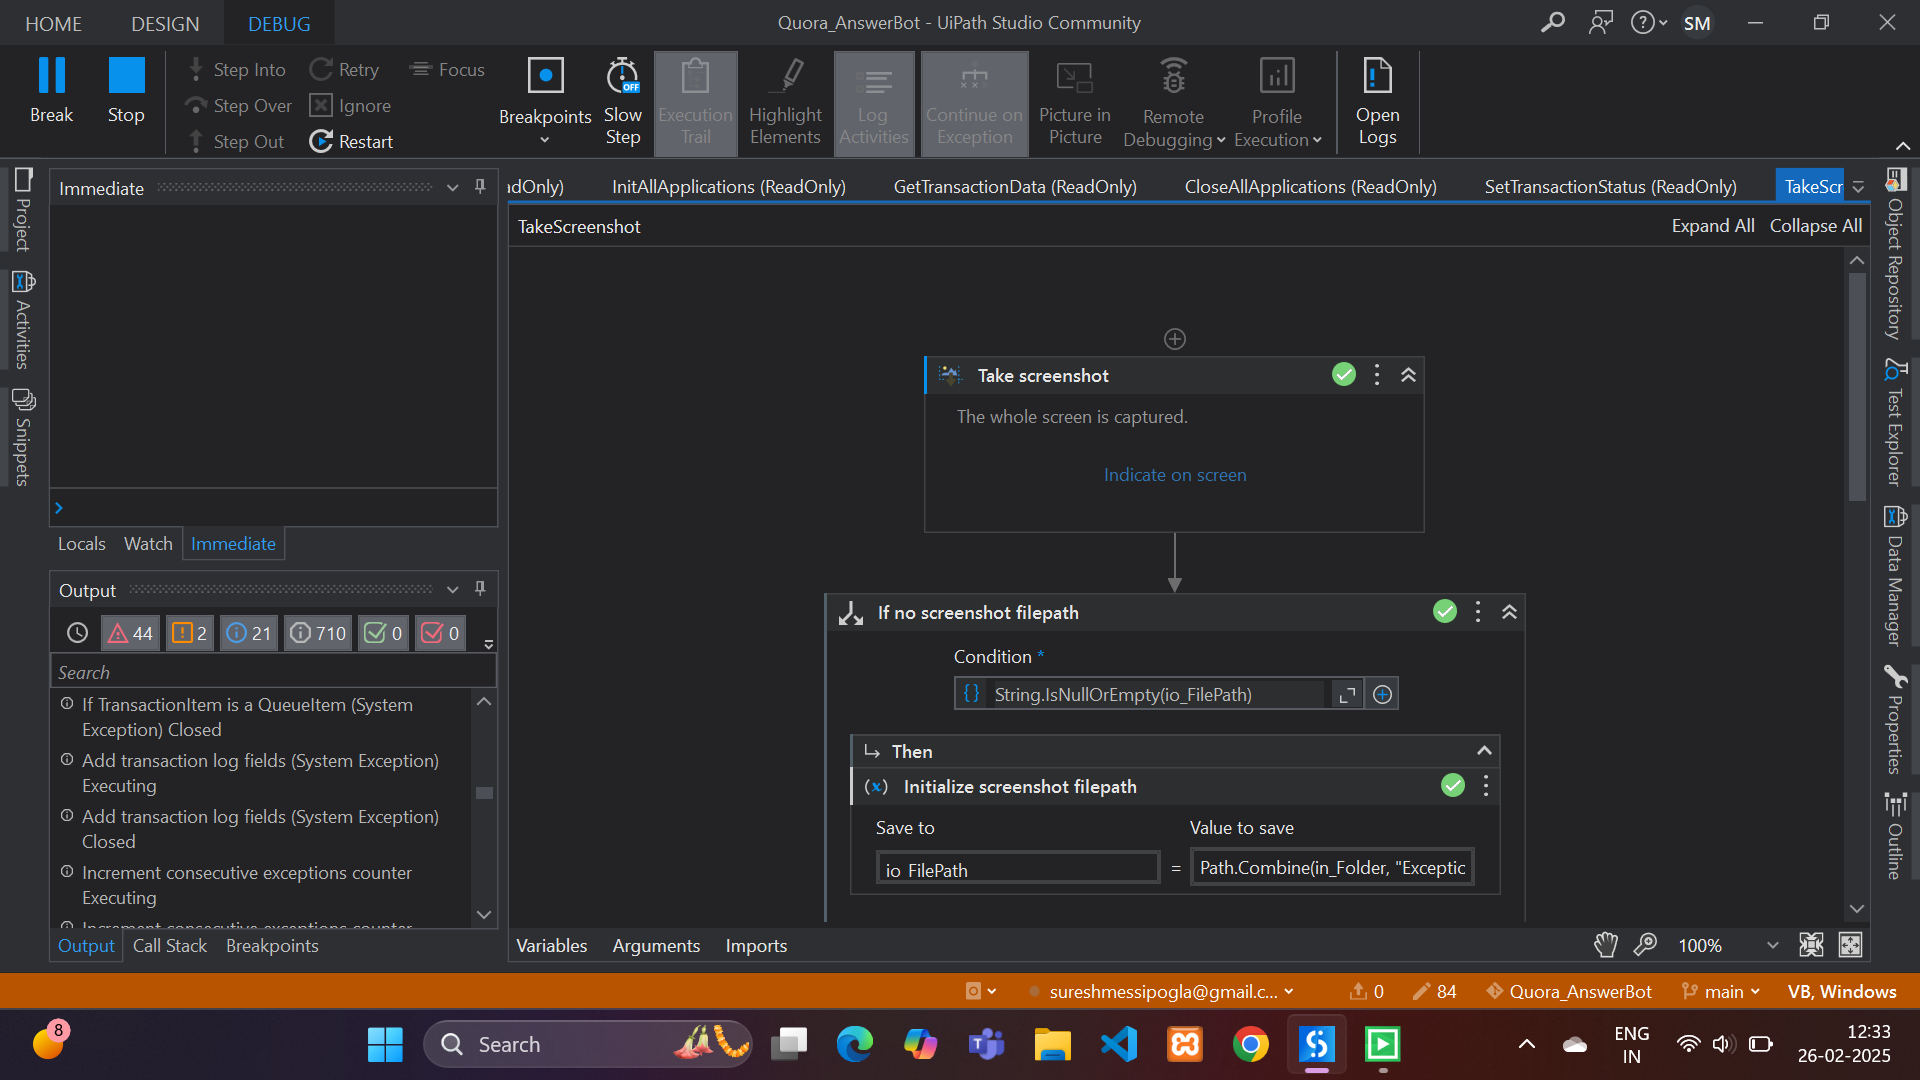 HOME DESIGN DEBUG
Quora_AnswerBot - UiPath Studio Community
SM
Break
Stop
Step Into
Step Over
Step Out
Retry
Ignore
Restart
Focus
Breakpoints
Slow
Step
OFF
Execution
Trail
Highlight
Elements
Log
Activities
Continue on
Exception
Picture in
Picture
Remote
Debugging
Profile
Execution
Open
Logs
Project
Activities
Snippets
Immediate
Locals Watch Immediate
Output
44 2 21 710 0 0
Search
If TransactionItem is a QueueItem (System
Exception) Closed
Add transaction log fields (System Exception)
Executing
Add transaction log fields (System Exception)
Closed
Increment consecutive exceptions counter
Executing
Increment consecutive exceptions counter
Output Call Stack Breakpoints
adOnly) InitAllApplications (ReadOnly) GetTransactionData (ReadOnly) CloseAllApplications (ReadOnly) SetTransactionStatus (ReadOnly) TakeScr
TakeScreenshot
Expand All Collapse All
Take screenshot
The whole screen is captured.
Indicate on screen
If no screenshot filepath
Condition *
{} String.IsNullOrEmpty(io_FilePath)
Then
(x) Initialize screenshot filepath
Save to Value to save
io_FilePath = Path.Combine(in_Folder, "Exceptic
Variables Arguments Imports
100%
Object Repository
Test Explorer
Data Manager
Properties
Outline
sureshmessipogla@gmail.c... 0 84 Quora_AnswerBot main VB, Windows
8
Search
ENG
IN
12:33
26-02-2025